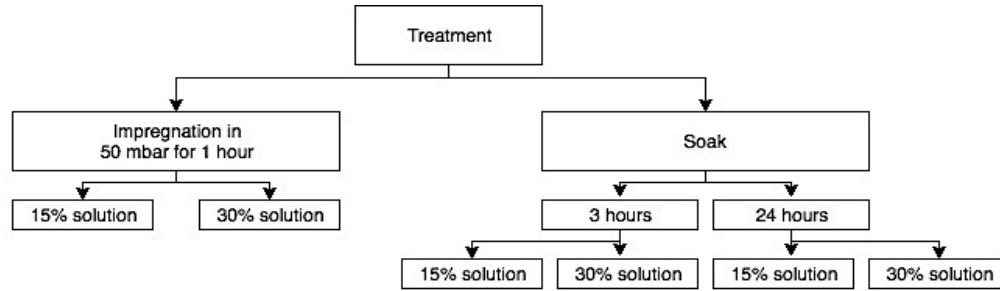 Treatment
Impregnation in
50 mbar for 1 hour
Soak
15% solution
30% solution
3 hours
24 hours
15% solution
30% solution
15% solution
30% solution